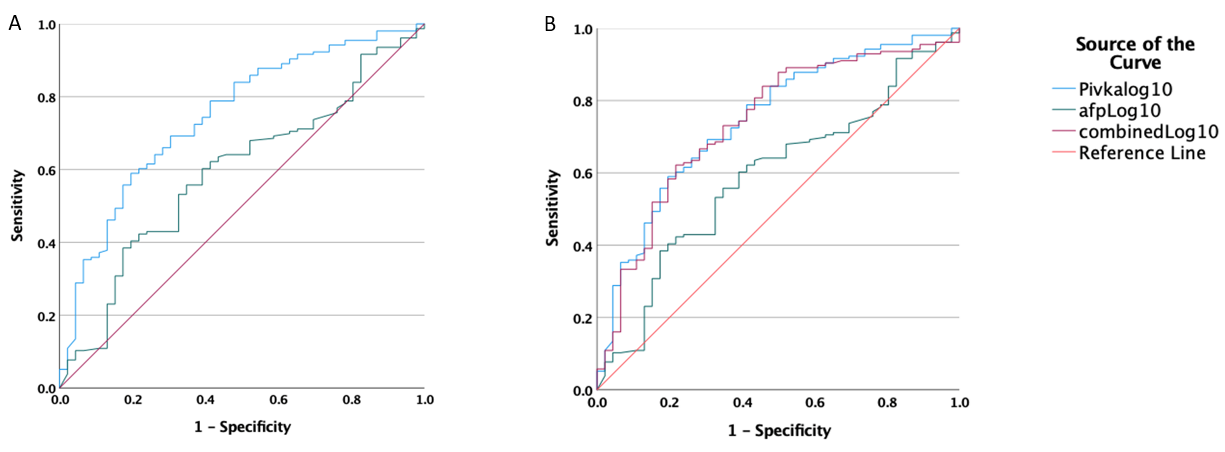 A
1.0
0.8
0.6
0.4
0.2
0.0
Sensitivity
0.0 0.2 0.4 0.6 0.8 1.0
1 – Specificity
B
1.0
0.8
0.6
0.4
0.2
0.0
Sensitivity
0.0 0.2 0.4 0.6 0.8 1.0
1 – Specificity
Source of the
Curve
Pivkalog10
afpLog10
combinedLog10
Reference Line